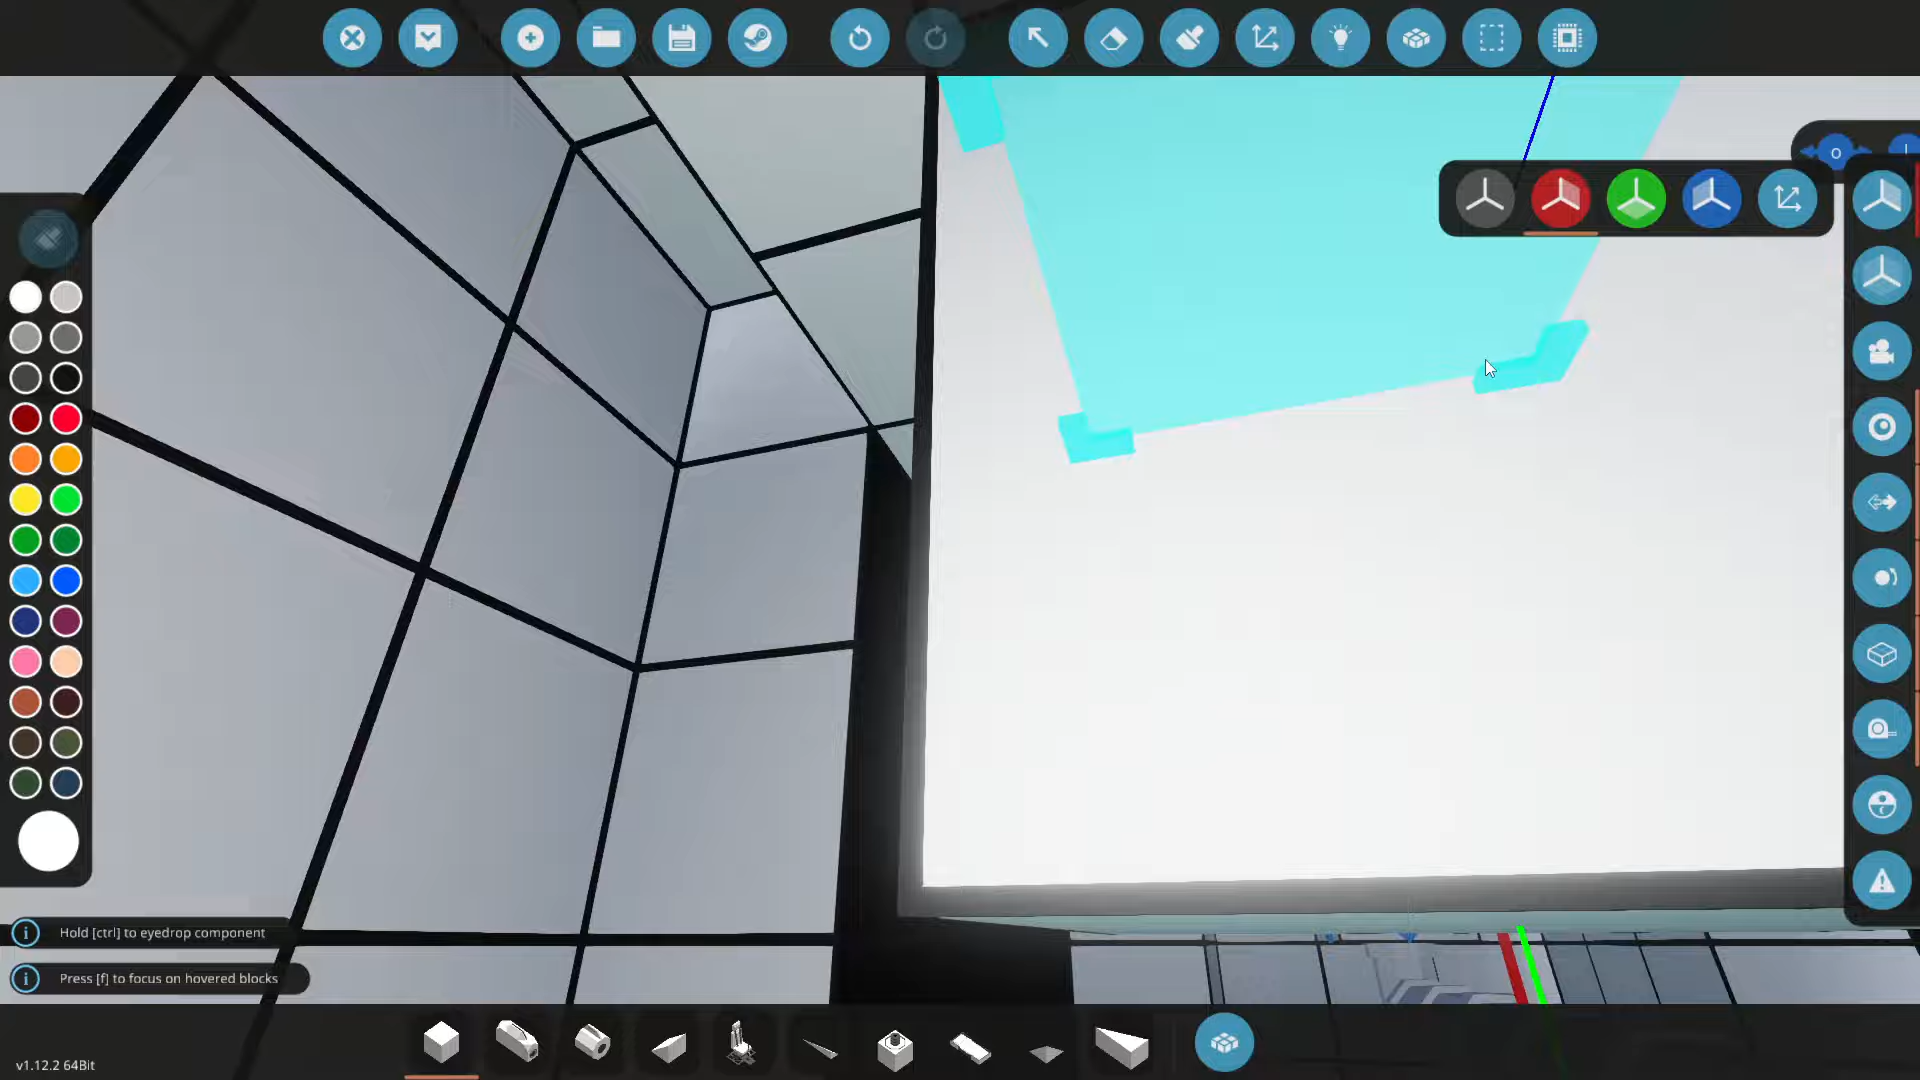 Hold [ctrl] to eyedrop component
Press [f] to focus on hovered blocks
v1.12.2 64Bit